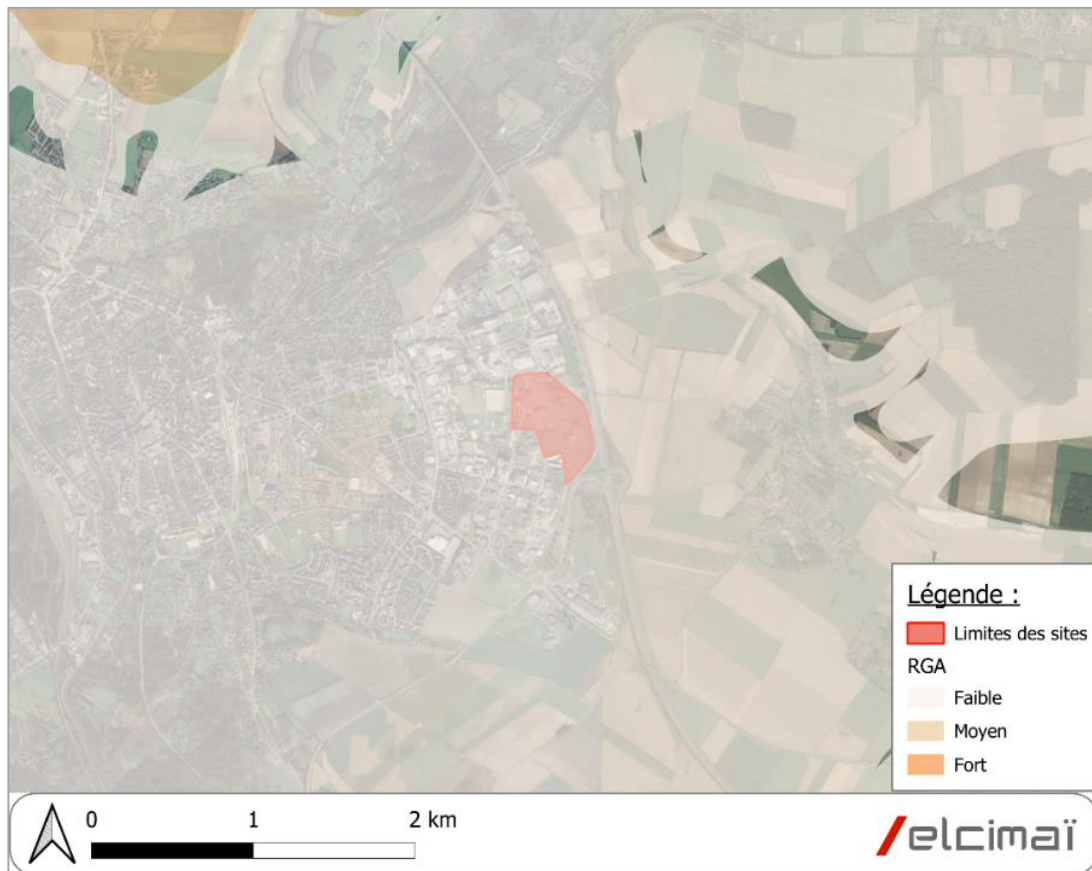 Légende :
Limites des sites
RGA
Faible
Moyen
Fort
0 1 2 km
elcimaï